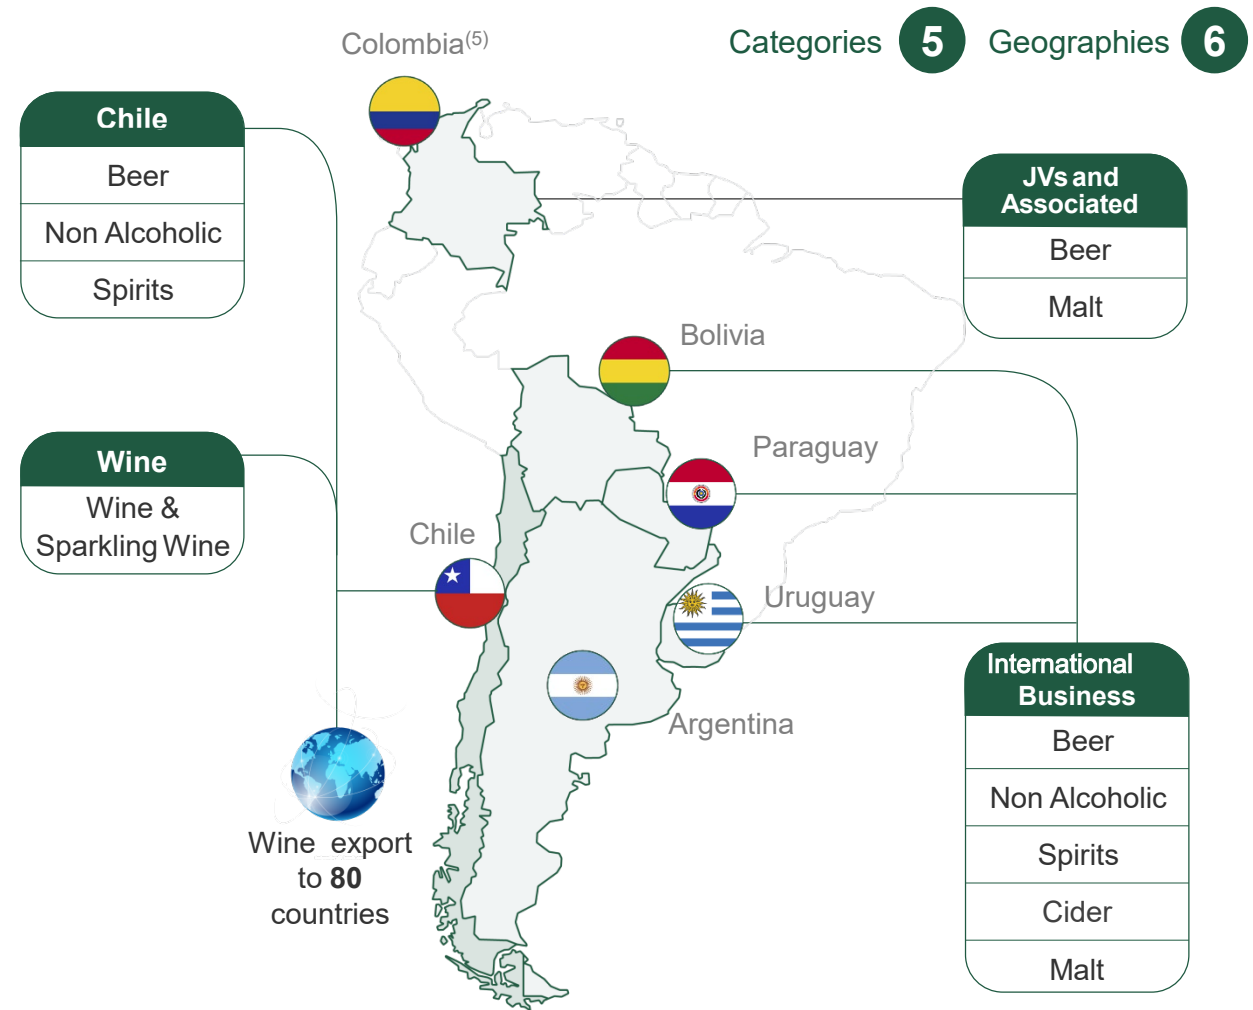 Categories 5 Geographies 6
Colombia(5)
Chile
Beer
Non Alcoholic
Spirits
JVs and
Associated
Beer
Malt
Bolivia
Paraguay
Wine
Wine &
Sparkling Wine
Chile
Uruguay
Argentina
International
Business
Beer
Non Alcoholic
Spirits
Cider
Malt
Wine export
to 80
countries